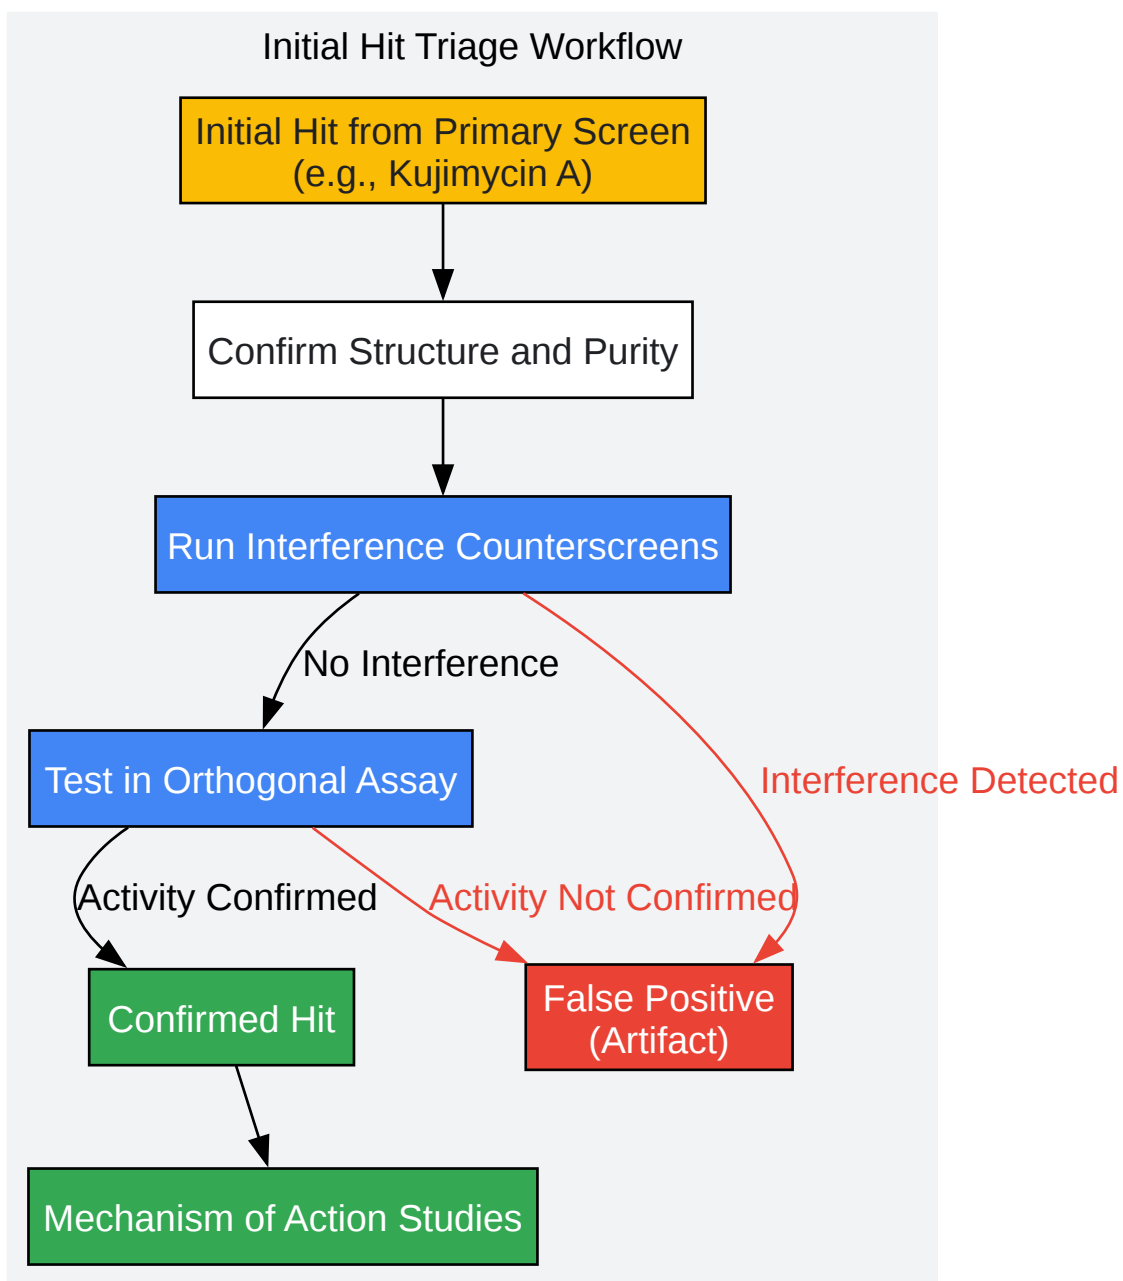 Initial Hit Triage Workflow
Initial Hit from Primary Screen
(e.g., Kujimycin A)
Confirm Structure and Purity
Run Interference Counterscreens
No Interference
Test in Orthogonal Assay
Interference Detected
Activity Confirmed
Activity Not Confirmed
Confirmed Hit
False Positive
(Artifact)
Mechanism of Action Studies